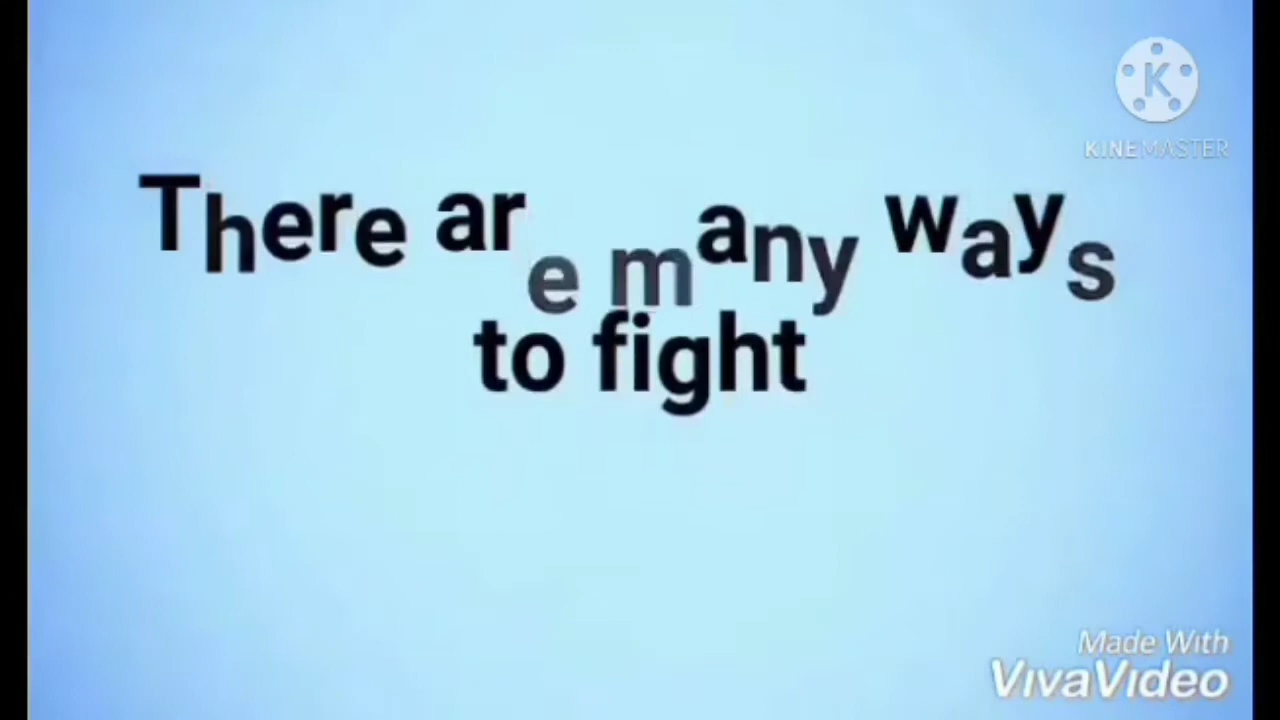 K
KINEMASTER
There are many ways
to fight
Made With
VivaVideo